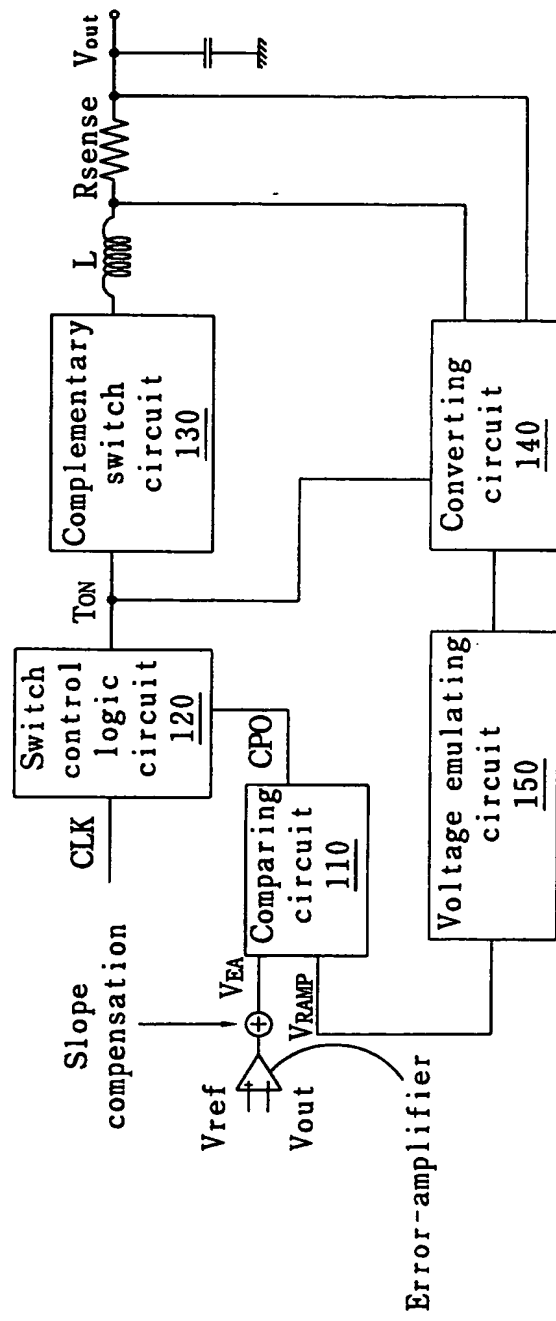 Slope
compensation
Vref
Vout
Error-amplifier
VEA
VRAMP
Comparing
circuit
110
CPO
CLK
Switch
control
logic
circuit
120
TON
Complementary
switch
circuit
130
L
Rsense
Vout
Converting
circuit
140
Voltage emulating
circuit
150